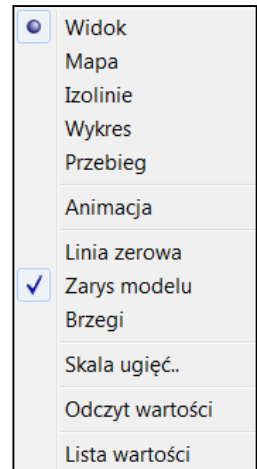 Widok
Mapa
Izolinie
Wykres
Przebieg
Animacja
Linia zerowa
Zarys modelu
Brzegi
Skala ugięć..
Odczyt wartości
Lista wartości